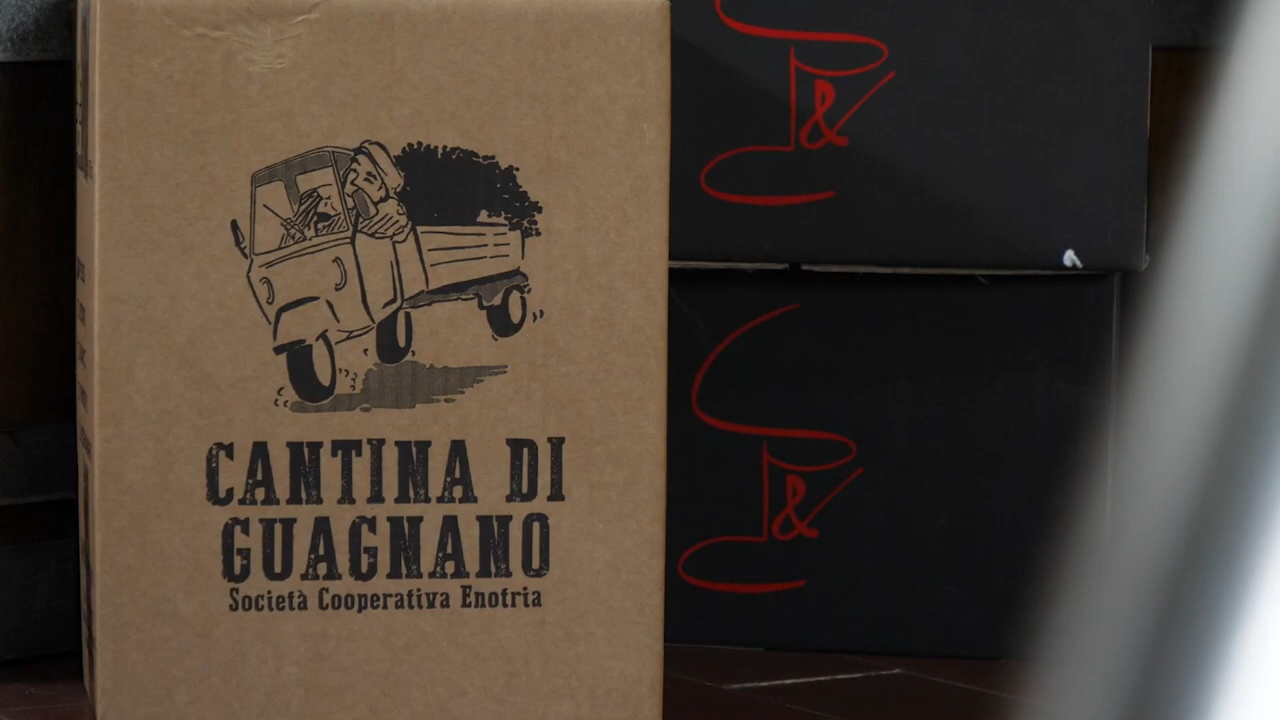 CANTINA DI
GUAGNANO
Società Cooperativa Enotria
&
&